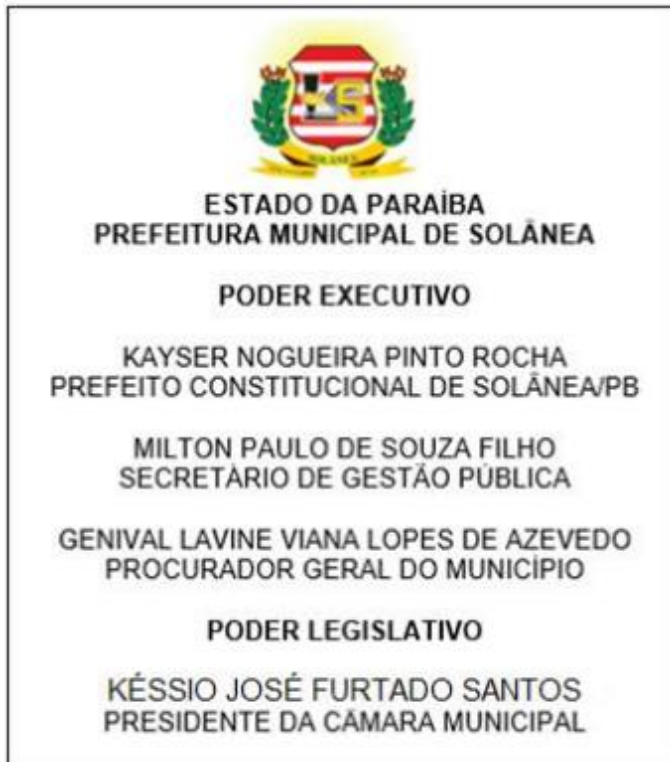 SOLÂNEA
ESTADO DA PARAÍBA
PREFEITURA MUNICIPAL DE SOLÂNEA
PODER EXECUTIVO
KAYSER NOGUEIRA PINTO ROCHA
PREFEITO CONSTITUCIONAL DE SOLÂNEA/PB
MILTON PAULO DE SOUZA FILHO
SECRETÁRIO DE GESTÃO PÚBLICA
GENIVAL LAVINE VIANA LOPES DE AZEVEDO
PROCURADOR GERAL DO MUNICÍPIO
PODER LEGISLATIVO
KÉSSIO JOSÉ FURTADO SANTOS
PRESIDENTE DA CÂMARA MUNICIPAL